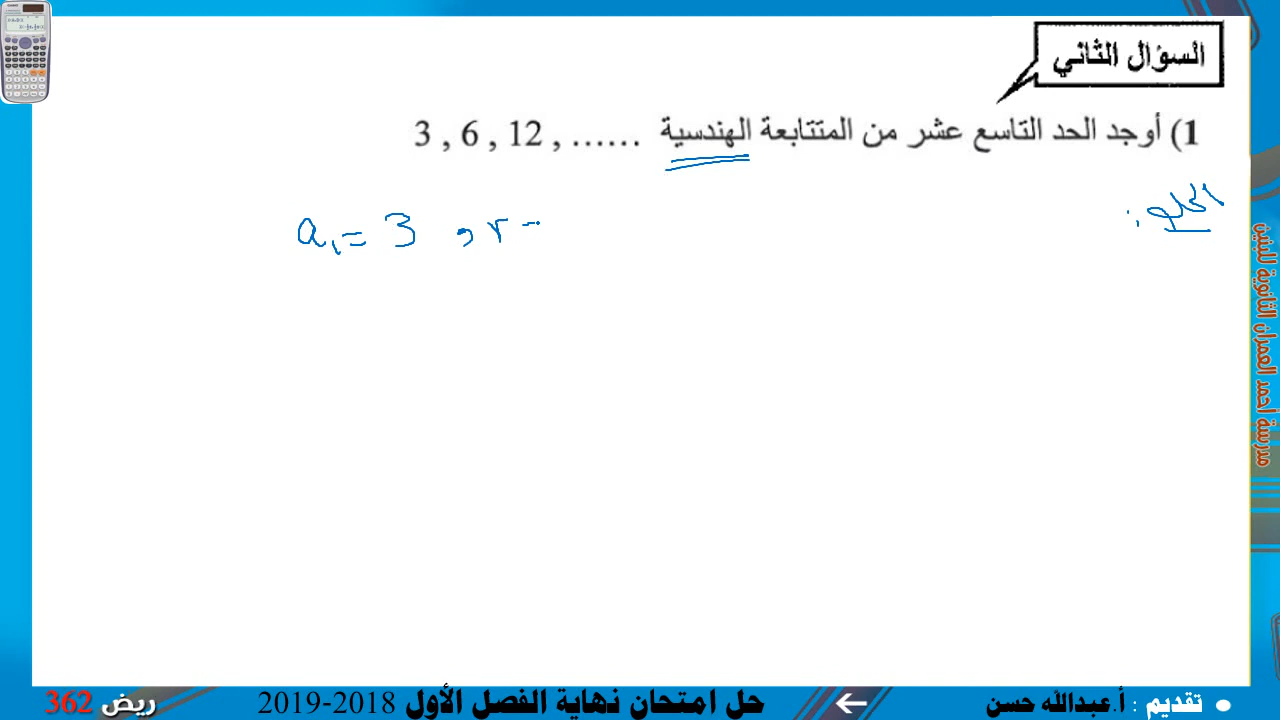 السؤال الثاني
1) أوجد الحد التاسع عشر من المتتابعة الهندسية 3 , 6 , 12 , ......
الحل :
a₁ = 3 , r =
مدرسة أحمد العمران الثانوية للبنين
• تقديم : أ.عبدالله حسن
حل امتحان نهاية الفصل الأول 2018-2019
ريض 362